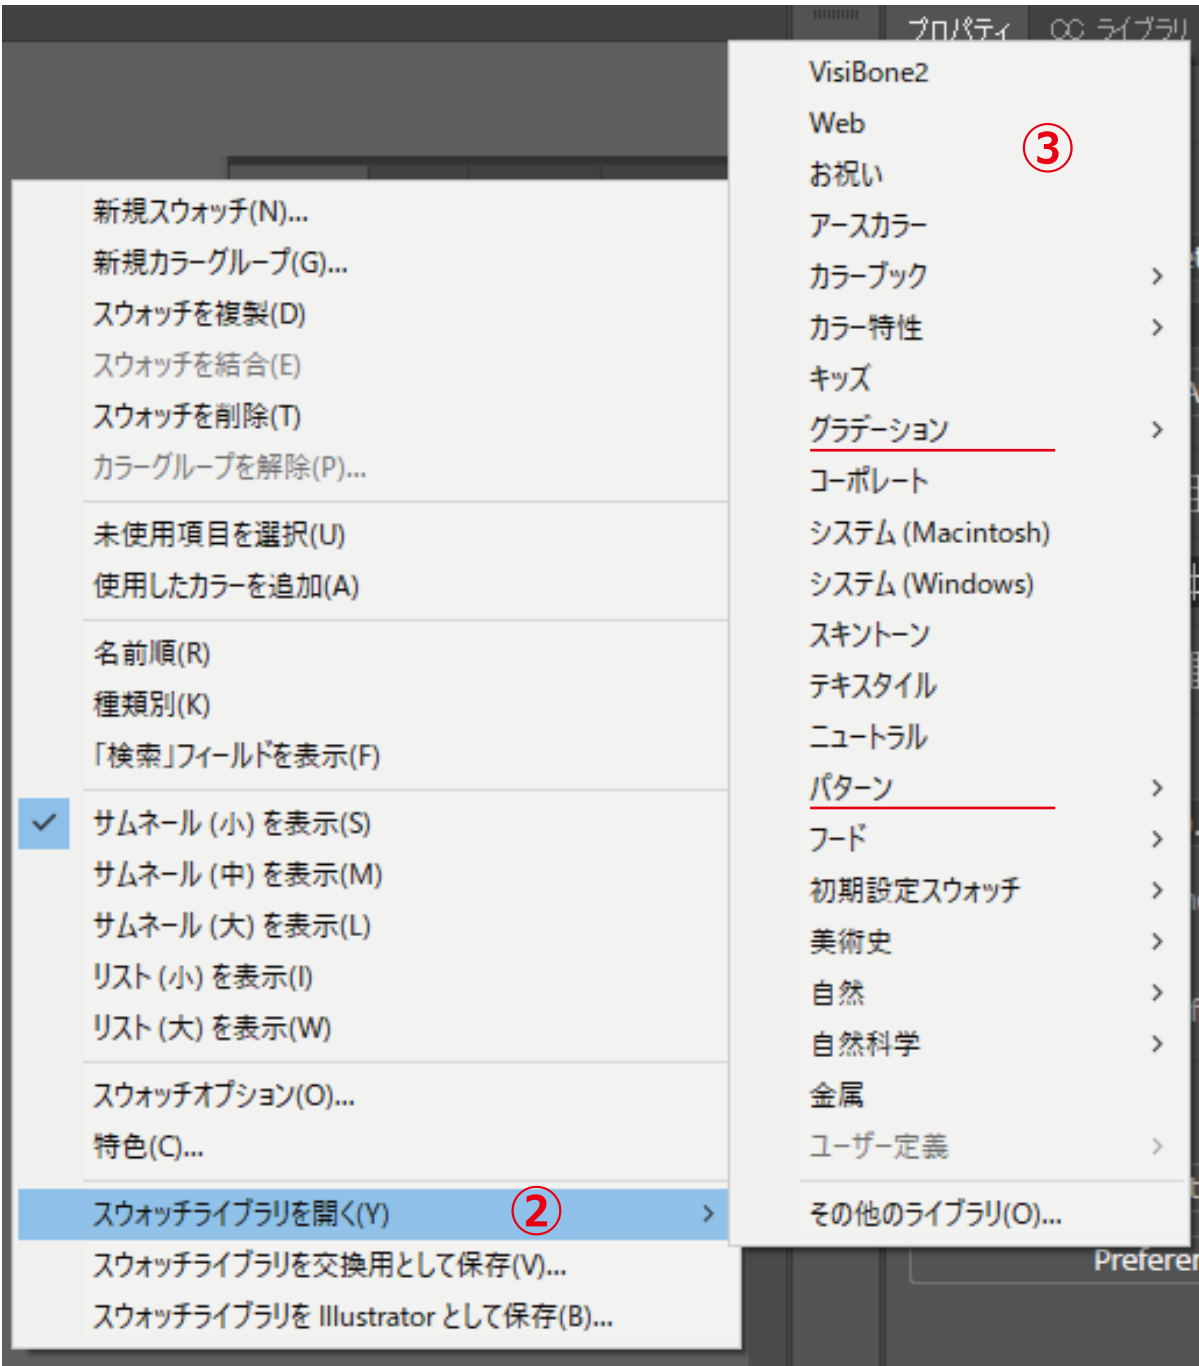 プロパティ CC ライブラリ
新規スウォッチ(N)...
新規カラーグループ(G)...
スウォッチを複製(D)
スウォッチを結合(E)
スウォッチを削除(T)
カラーグループを解除(P)...
未使用項目を選択(U)
使用したカラーを追加(A)
名前順(R)
種類別(K)
「検索」フィールドを表示(F)
サムネール (小) を表示(S)
サムネール (中) を表示(M)
サムネール (大) を表示(L)
リスト (小) を表示(I)
リスト (大) を表示(W)
スウォッチオプション(O)...
特色(C)...
スウォッチライブラリを開く(Y) ②
スウォッチライブラリを交換用として保存(V)...
スウォッチライブラリを Illustrator として保存(B)...
VisiBone2
Web
③
お祝い
アースカラー
カラーブック
カラー特性
キッズ
グラデーション
コーポレート
システム (Macintosh)
システム (Windows)
スキントーン
テキスタイル
ニュートラル
パターン
フード
初期設定スウォッチ
美術史
自然
自然科学
金属
ユーザー定義
その他のライブラリ(O)...
Preferen